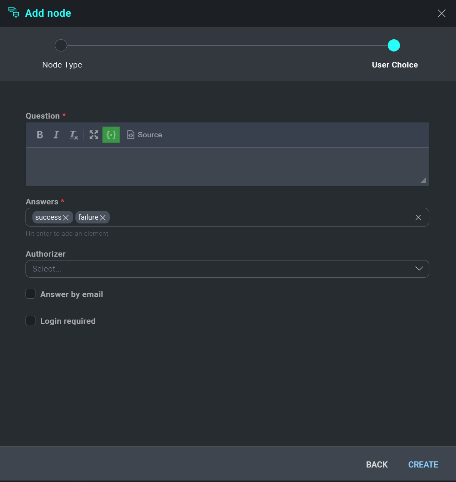 Add node
Node Type
User Choice
Question *
B I Tx Source
Answers *
success failure
Hit enter to add an element
Authorizer
Select...
Answer by email
Login required
BACK CREATE